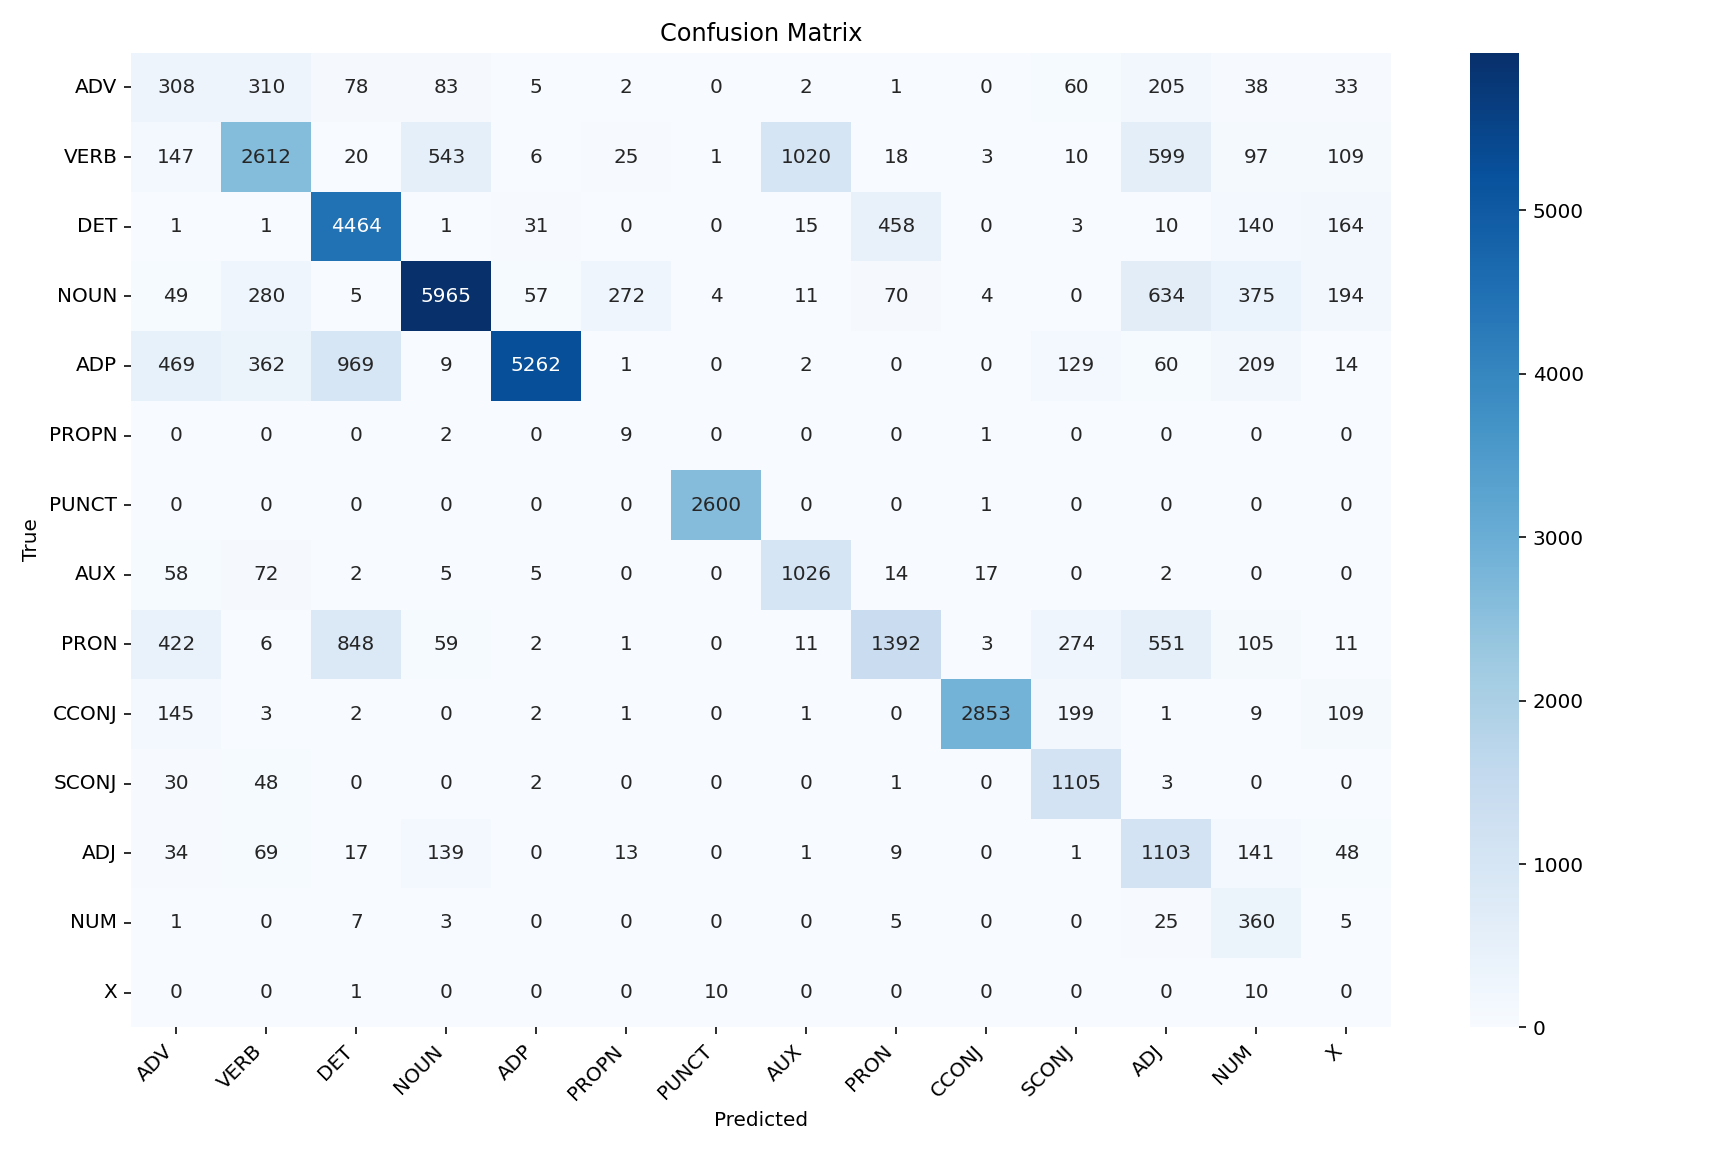 Confusion Matrix
ADV 308 310 78 83 5 2 0 2 1 0 60 205 38 33
VERB 147 2612 20 543 6 25 1 1020 18 3 10 599 97 109
DET 1 1 4464 1 31 0 0 15 458 0 3 10 140 164
NOUN 49 280 5 5965 57 272 4 11 70 4 0 634 375 194
ADP 469 362 969 9 5262 1 0 2 0 0 129 60 209 14
PROPN 0 0 0 2 0 9 0 0 0 1 0 0 0 0
PUNCT 0 0 0 0 0 0 2600 0 0 1 0 0 0 0
AUX 58 72 2 5 5 0 0 1026 14 17 0 2 0 0
PRON 422 6 848 59 2 1 0 11 1392 3 274 551 105 11
CCONJ 145 3 2 0 2 1 0 1 0 2853 199 1 9 109
SCONJ 30 48 0 0 2 0 0 0 1 0 1105 3 0 0
ADJ 34 69 17 139 0 13 0 1 9 0 1 1103 141 48
NUM 1 0 7 3 0 0 0 0 5 0 0 25 360 5
X 0 0 1 0 0 0 10 0 0 0 0 0 10 0
ADV VERB DET NOUN ADP PROPN PUNCT AUX PRON CCONJ SCONJ ADJ NUM X
Predicted
True
5000
4000
3000
2000
1000
0